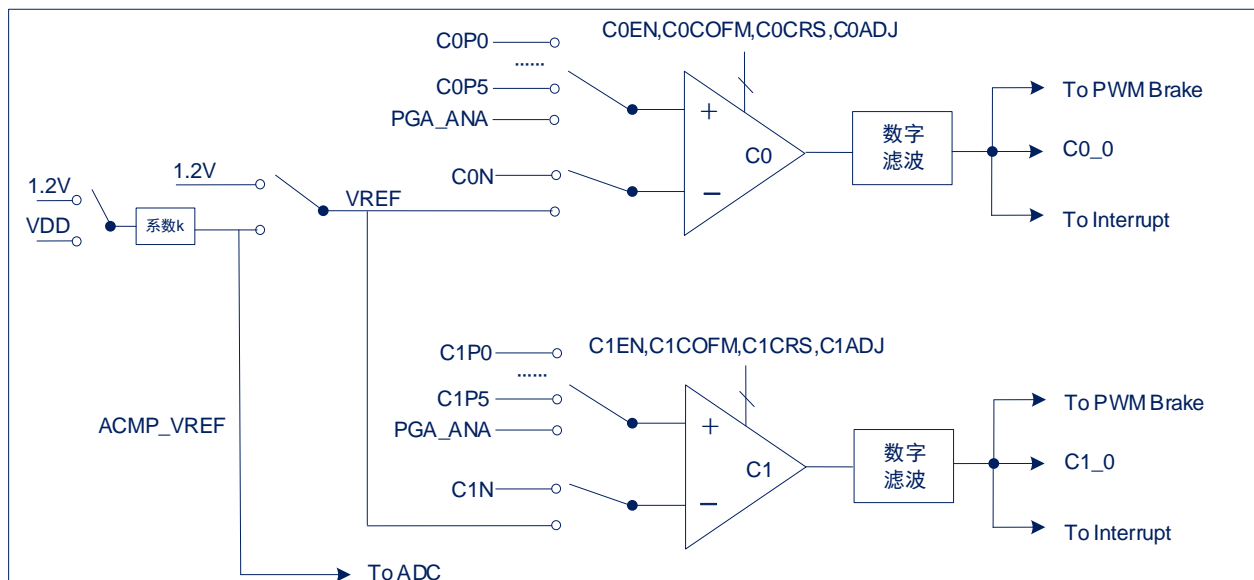 C0EN,C0COFM,C0CRS,C0ADJ
C0P0
......
C0P5
PGA_ANA
C0N
+
−
C0
数字
滤波
To PWM Brake
C0_0
To Interrupt
1.2V
VDD
系数k
1.2V
VREF
C1EN,C1COFM,C1CRS,C1ADJ
C1P0
......
C1P5
PGA_ANA
C1N
+
−
C1
数字
滤波
To PWM Brake
C1_0
To Interrupt
ACMP_VREF
To ADC